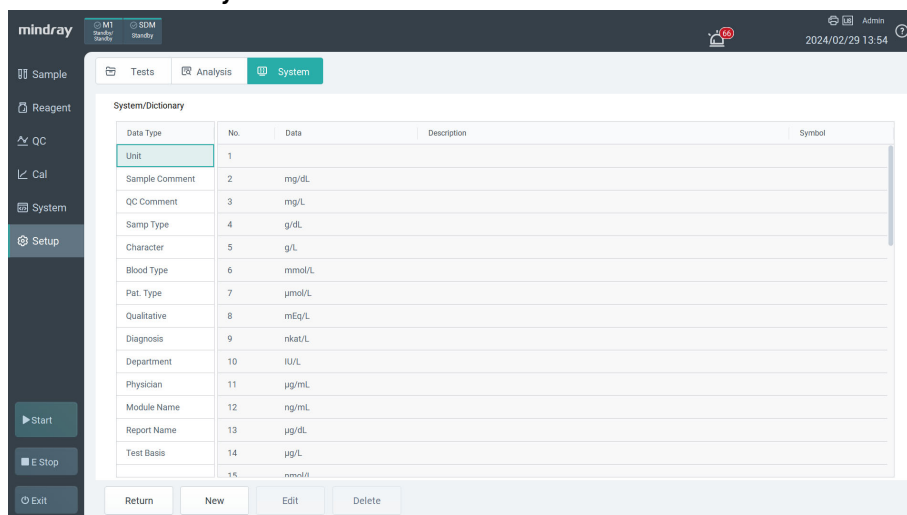 mindray
M1
Standby/
Standby
SDM
Standby
66
LIS Admin
2024/02/29 13:54
?
Sample
Reagent
QC
Cal
System
Setup
Start
E Stop
Exit
Tests Analysis System
System/Dictionary
Data Type No. Data Description Symbol
Unit 1
Sample Comment 2 mg/dL
QC Comment 3 mg/L
Samp Type 4 g/dL
Character 5 g/L
Blood Type 6 mmol/L
Pat. Type 7 µmol/L
Qualitative 8 mEq/L
Diagnosis 9 nkat/L
Department 10 IU/L
Physician 11 µg/mL
Module Name 12 ng/mL
Report Name 13 µg/dL
Test Basis 14 µg/L
15
Return New Edit Delete